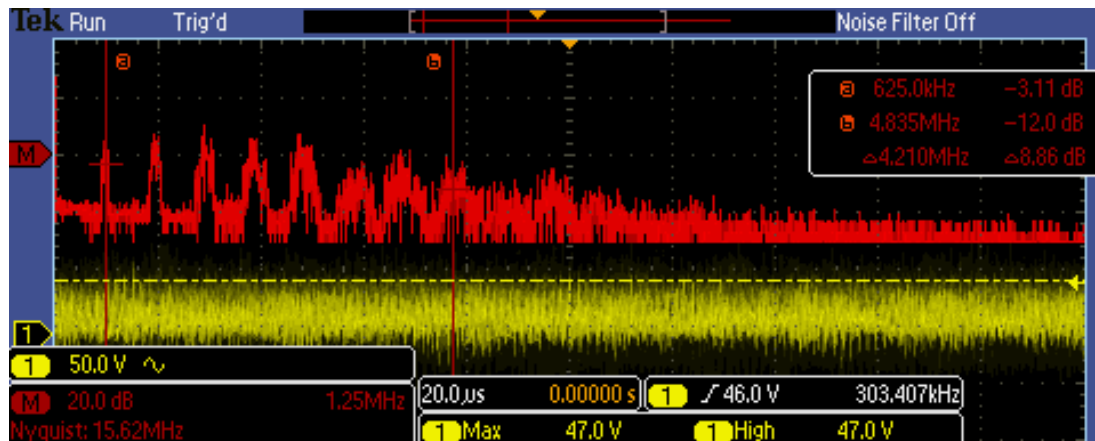 Tek Run Trig'd Noise Filter Off
a b
a 625.0kHz -3.11 dB
b 4.835MHz -12.0 dB
△4.210MHz △8.86 dB
M
1
1 50.0 V
M 20.0 dB 1.25MHz
Nyquist: 15.62MHz
20.0µs 0.00000 s
1 46.0 V 303.407kHz
1 Max 47.0 V 1 High 47.0 V